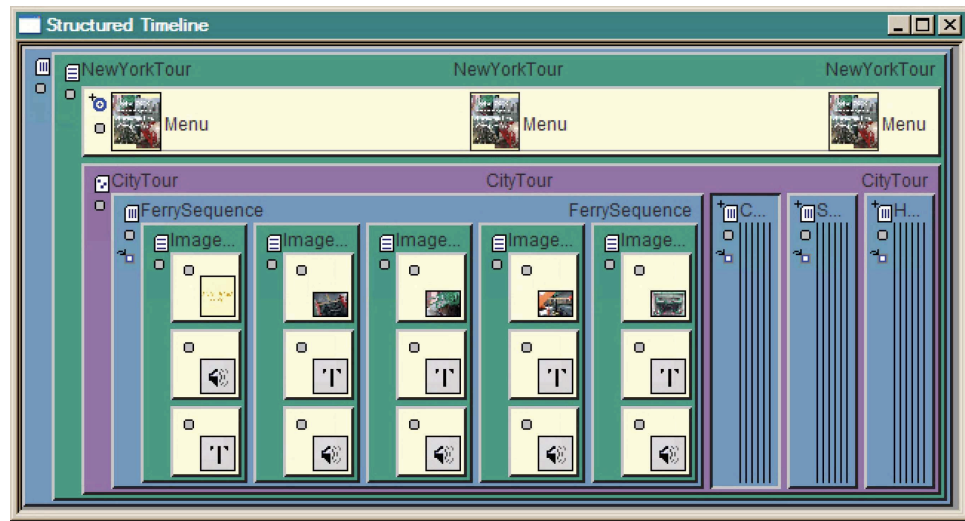 Structured Timeline
NewYorkTour NewYorkTour NewYorkTour
Menu Menu Menu
CityTour CityTour CityTour
FerrySequence FerrySequence C... S... H...
Image... Image... Image... Image... Image...
T T T T
T